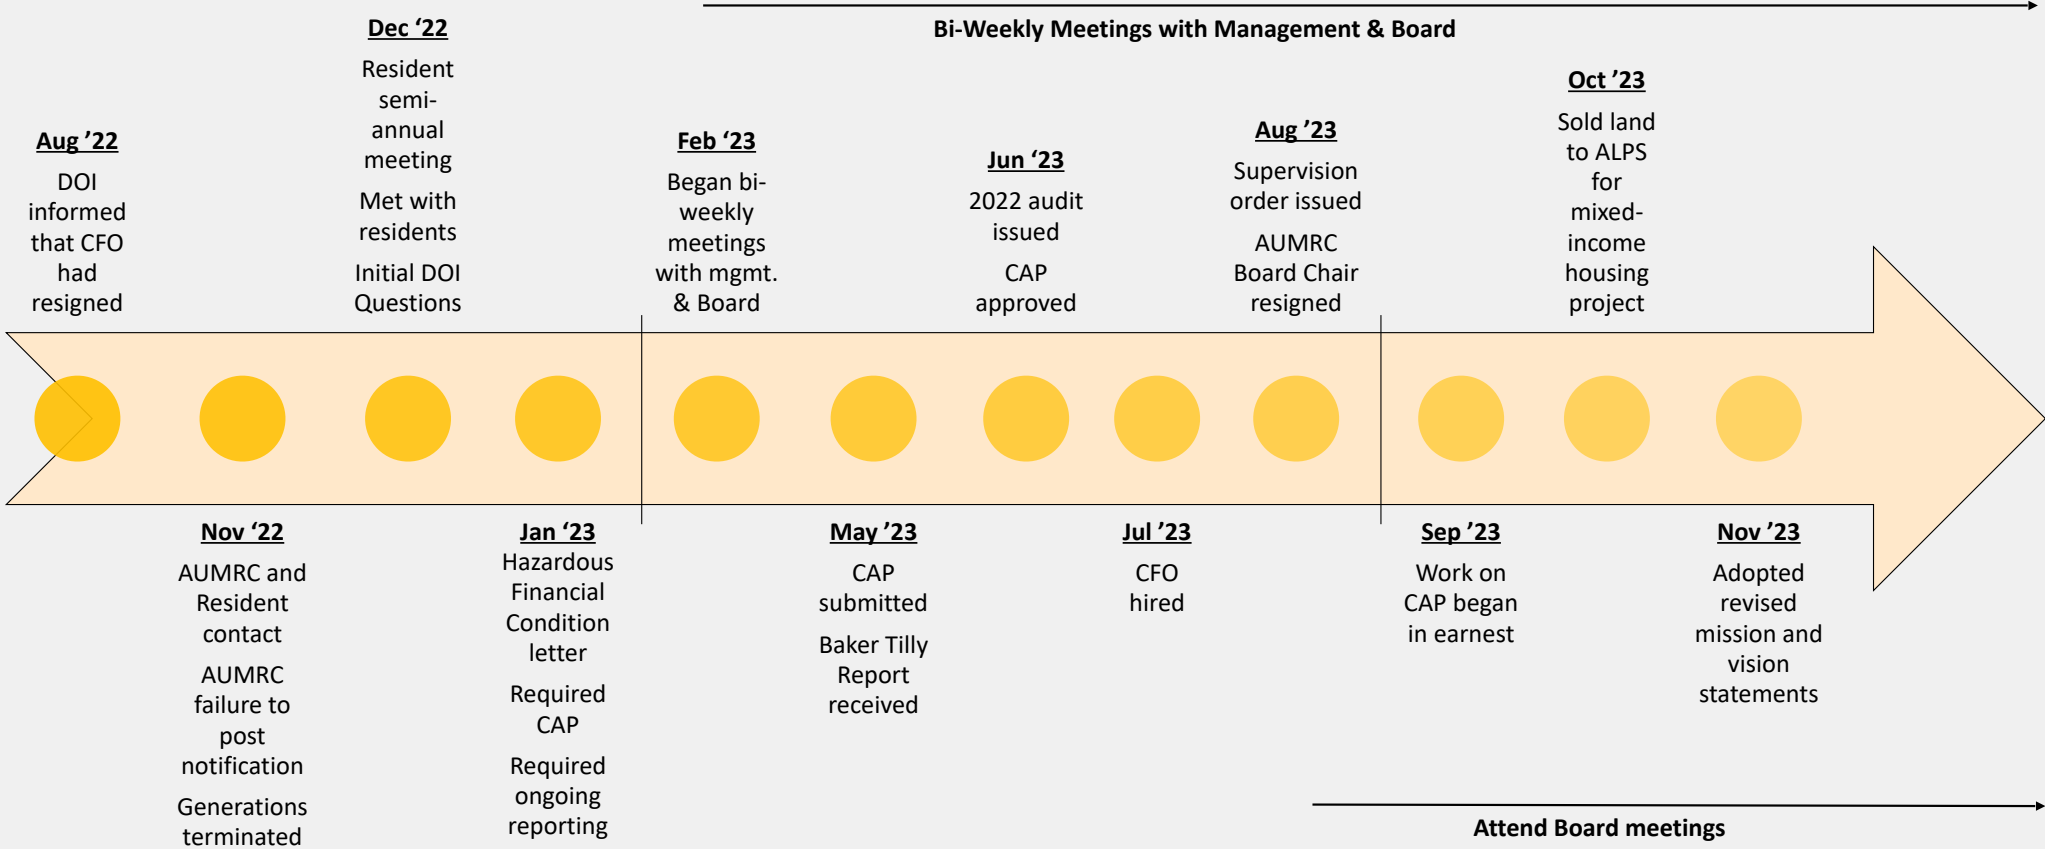 Bi-Weekly Meetings with Management & Board
Aug ’22
DOI
informed
that CFO
had
resigned
Dec ‘22
Resident
semi-
annual
meeting
Met with
residents
Initial DOI
Questions
Feb ‘23
Began bi-
weekly
meetings
with mgmt.
& Board
Jun ‘23
2022 audit
issued
CAP
approved
Aug ’23
Supervision
order issued
AUMRC
Board Chair
resigned
Oct ’23
Sold land
to ALPS
for
mixed-
income
housing
project
Nov ‘22
AUMRC and
Resident
contact
AUMRC
failure to
post
notification
Generations
terminated
Jan ‘23
Hazardous
Financial
Condition
letter
Required
CAP
Required
ongoing
reporting
May ’23
CAP
submitted
Baker Tilly
Report
received
Jul ’23
CFO
hired
Sep ’23
Work on
CAP began
in earnest
Nov ’23
Adopted
revised
mission and
vision
statements
Attend Board meetings